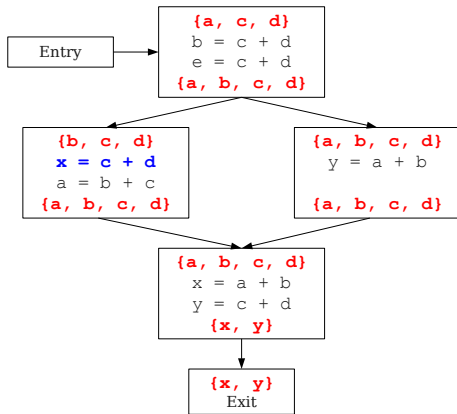 Entry
{a, c, d}
b = c + d
e = c + d
{a, b, c, d}
{b, c, d}
x = c + d
a = b + c
{a, b, c, d}
{a, b, c, d}
y = a + b
{a, b, c, d}
{a, b, c, d}
x = a + b
y = c + d
{x, y}
{x, y}
Exit